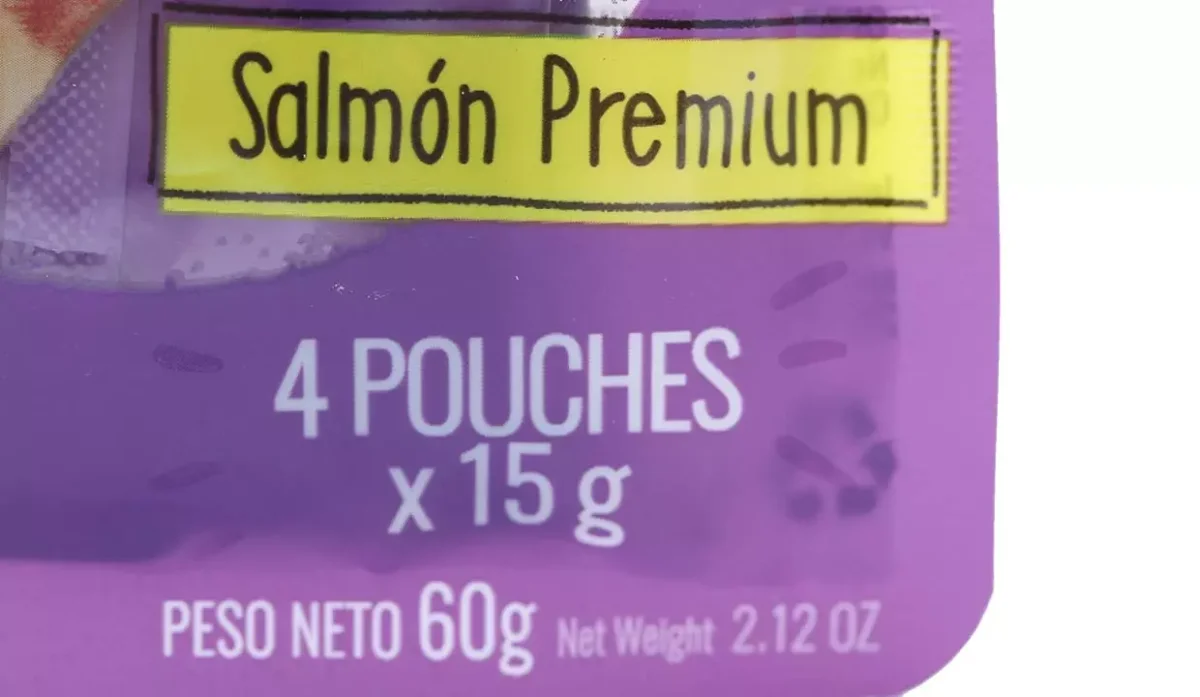 Salmón Premium
4 POUCHES
x 15 g
PESO NETO 60g Net Weight 2.12 OZ